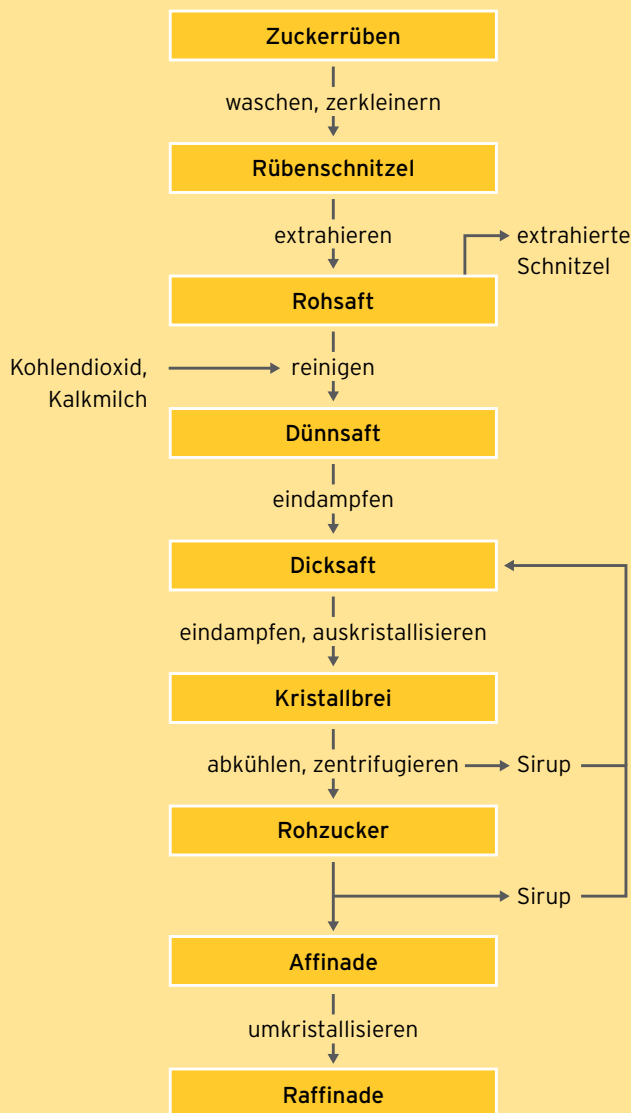 Zuckerrüben
waschen, zerkleinern
Rübenschnitzel
extrahieren
extrahierte
Schnitzel
Rohsaft
Kohlendioxid,
Kalkmilch
reinigen
Dünnsaft
eindampfen
Dicksaft
eindampfen, auskristallisieren
Kristallbrei
abkühlen, zentrifugieren
Sirup
Rohzucker
Sirup
Affinade
umkristallisieren
Raffinade